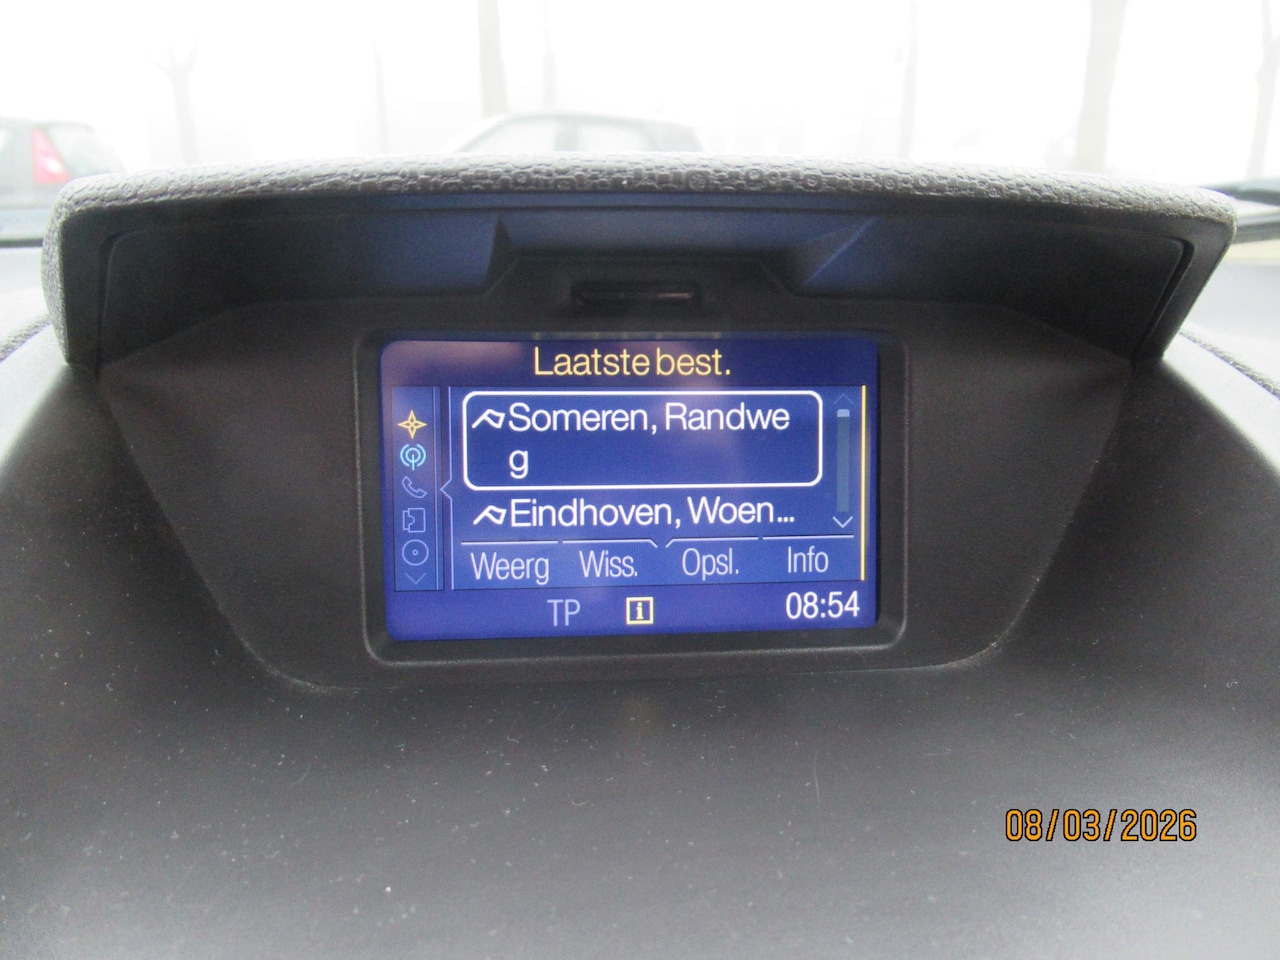 Laatste best.
Someren, Randwe
g
Eindhoven, Woen...
Weerg Wiss. Opsl. Info
TP i 08:54
08/03/2026